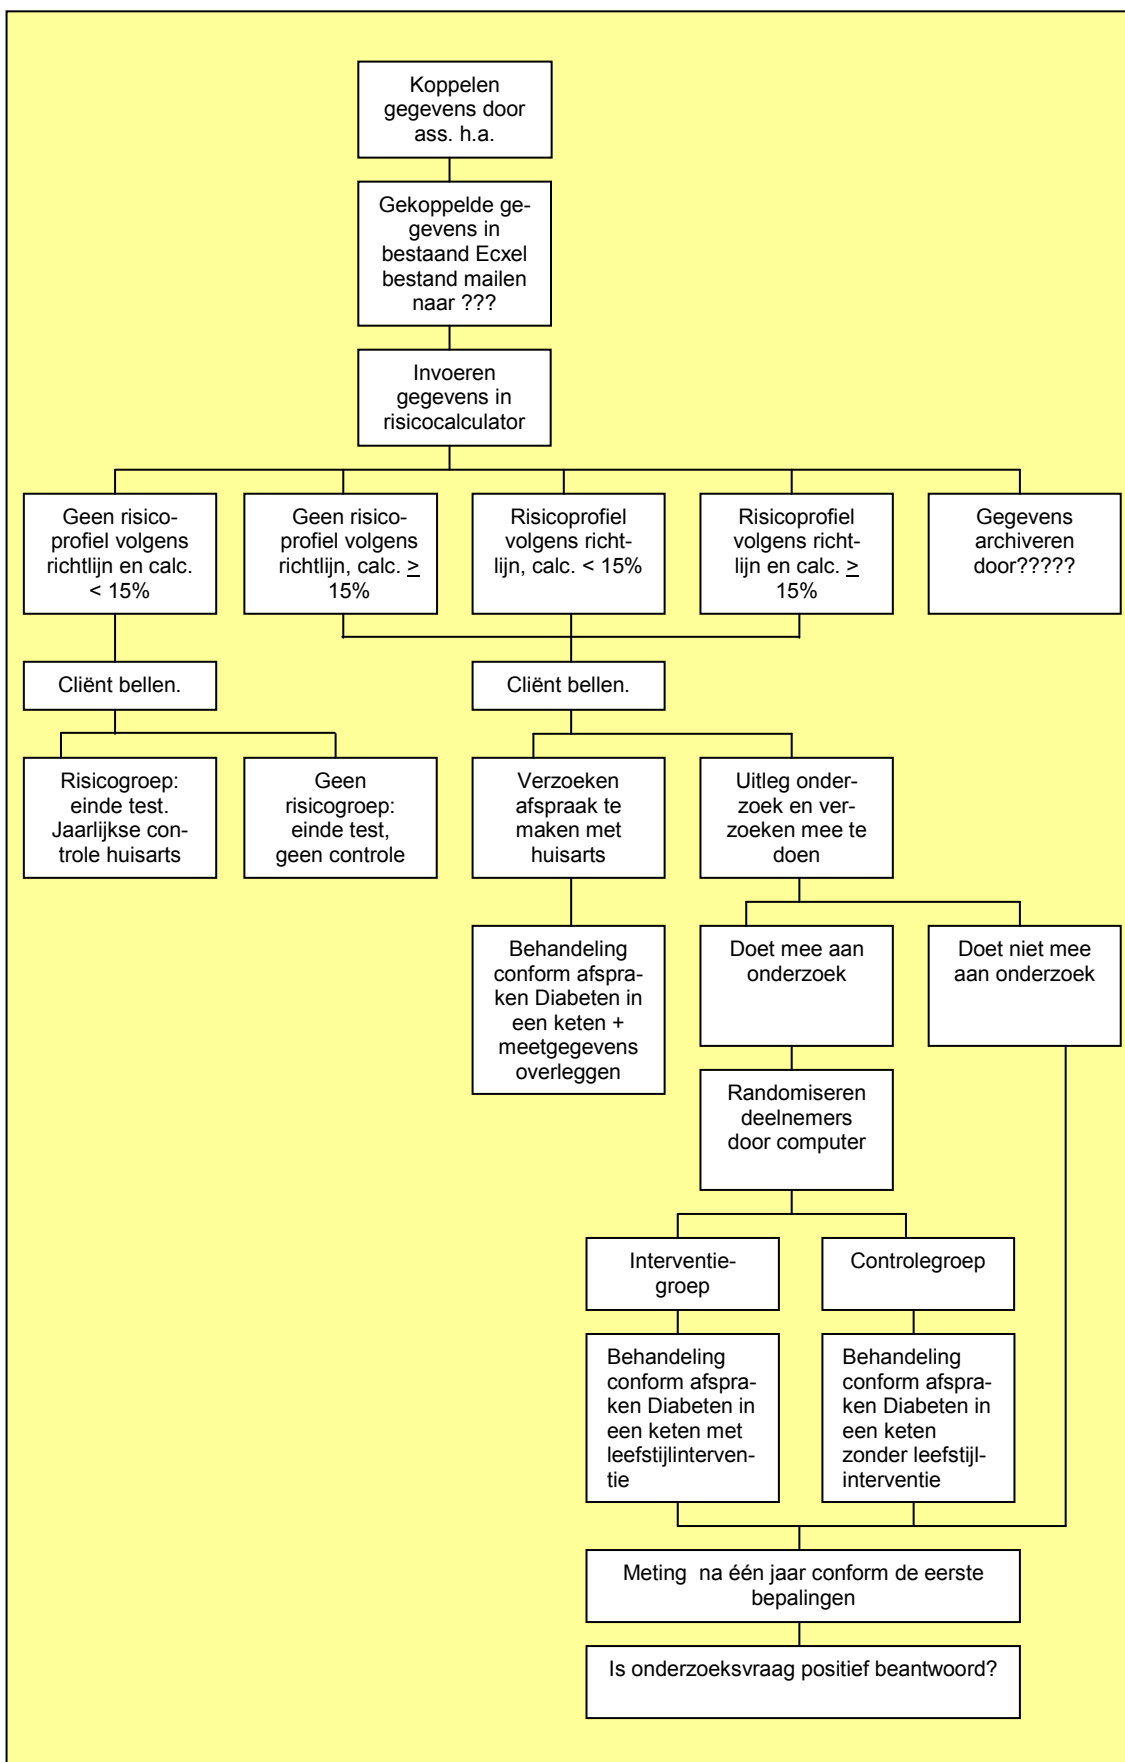 Koppelen
gegevens door
ass. h.a.
Gekoppelde ge-
gevens in
bestaand Ecxel
bestand mailen
naar ???
Invoeren
gegevens in
risicocalculator
Geen risico-
profiel volgens
richtlijn en calc.
< 15%
Geen risico-
profiel volgens
richtlijn, calc. ≥
15%
Risicoprofiel
volgens richt-
lijn, calc. < 15%
Risicoprofiel
volgens richt-
lijn en calc. ≥
15%
Gegevens
archiveren
door?????
Cliënt bellen.
Cliënt bellen.
Risicogroep:
einde test.
Jaarlijkse con-
trole huisarts
Geen
risicogroep:
einde test,
geen controle
Verzoeken
afspraak te
maken met
huisarts
Uitleg onder-
zoek en ver-
zoeken mee te
doen
Behandeling
conform afspra-
ken Diabeten in
een keten +
meetgegevens
overleggen
Doet mee aan
onderzoek
Doet niet mee
aan onderzoek
Randomiseren
deelnemers
door computer
Interventie-
groep
Controlegroep
Behandeling
conform afspra-
ken Diabeten in
een keten met
leefstijlinterven-
tie
Behandeling
conform afspra-
ken Diabeten in
een keten
zonder leefstijl-
interventie
Meting na één jaar conform de eerste
bepalingen
Is onderzoeksvraag positief beantwoord?